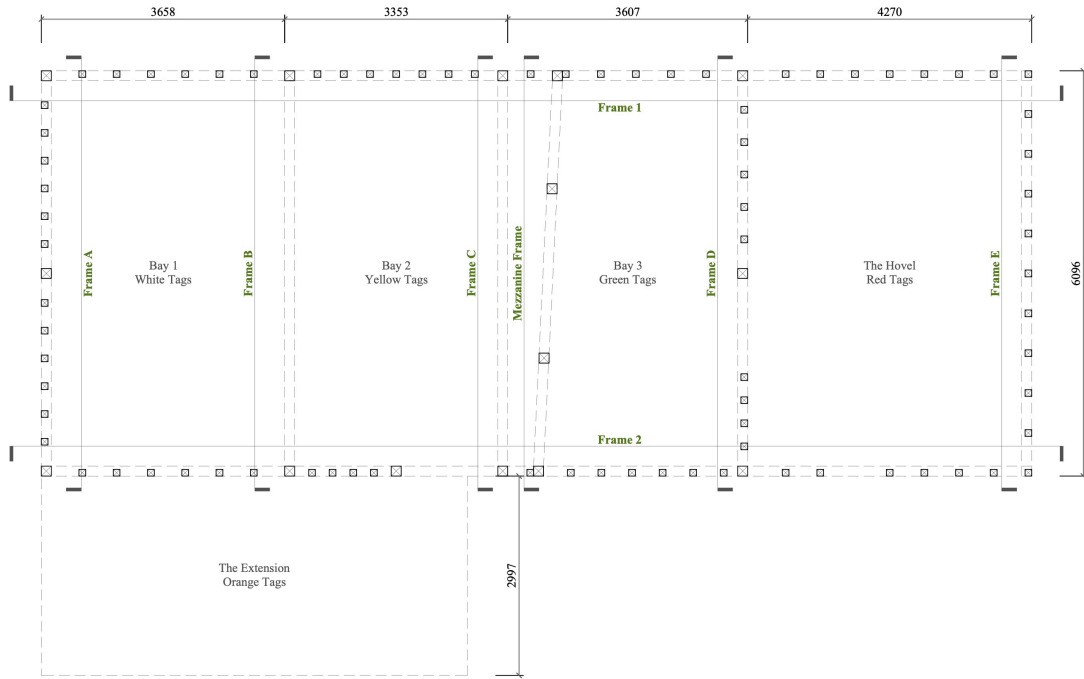 3658
3353
3607
4270
Frame 1
Frame A
Bay 1
White Tags
Frame B
Bay 2
Yellow Tags
Frame C
Mezzanine Frame
Bay 3
Green Tags
Frame D
The Hovel
Red Tags
Frame E
6096
Frame 2
The Extension
Orange Tags
2997